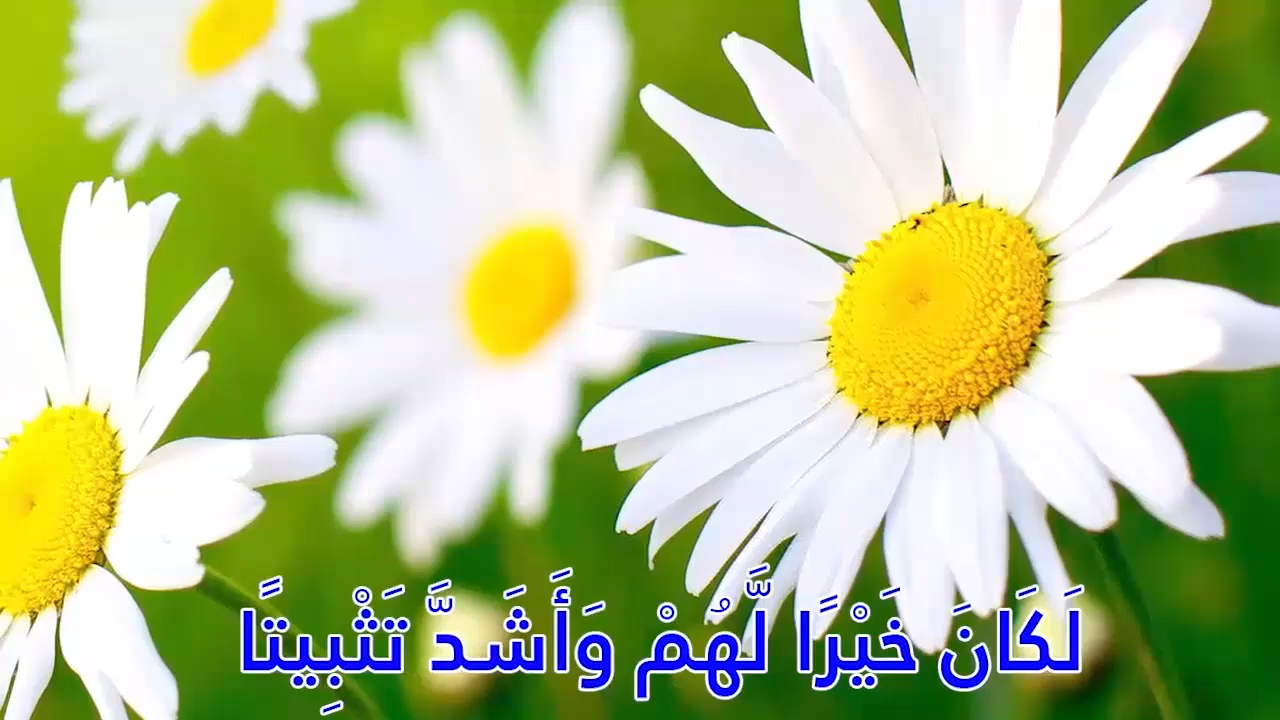 لَكَانَ خَيْرًا لَّهُمْ وَأَشَدَّ تَثْبِيتًا